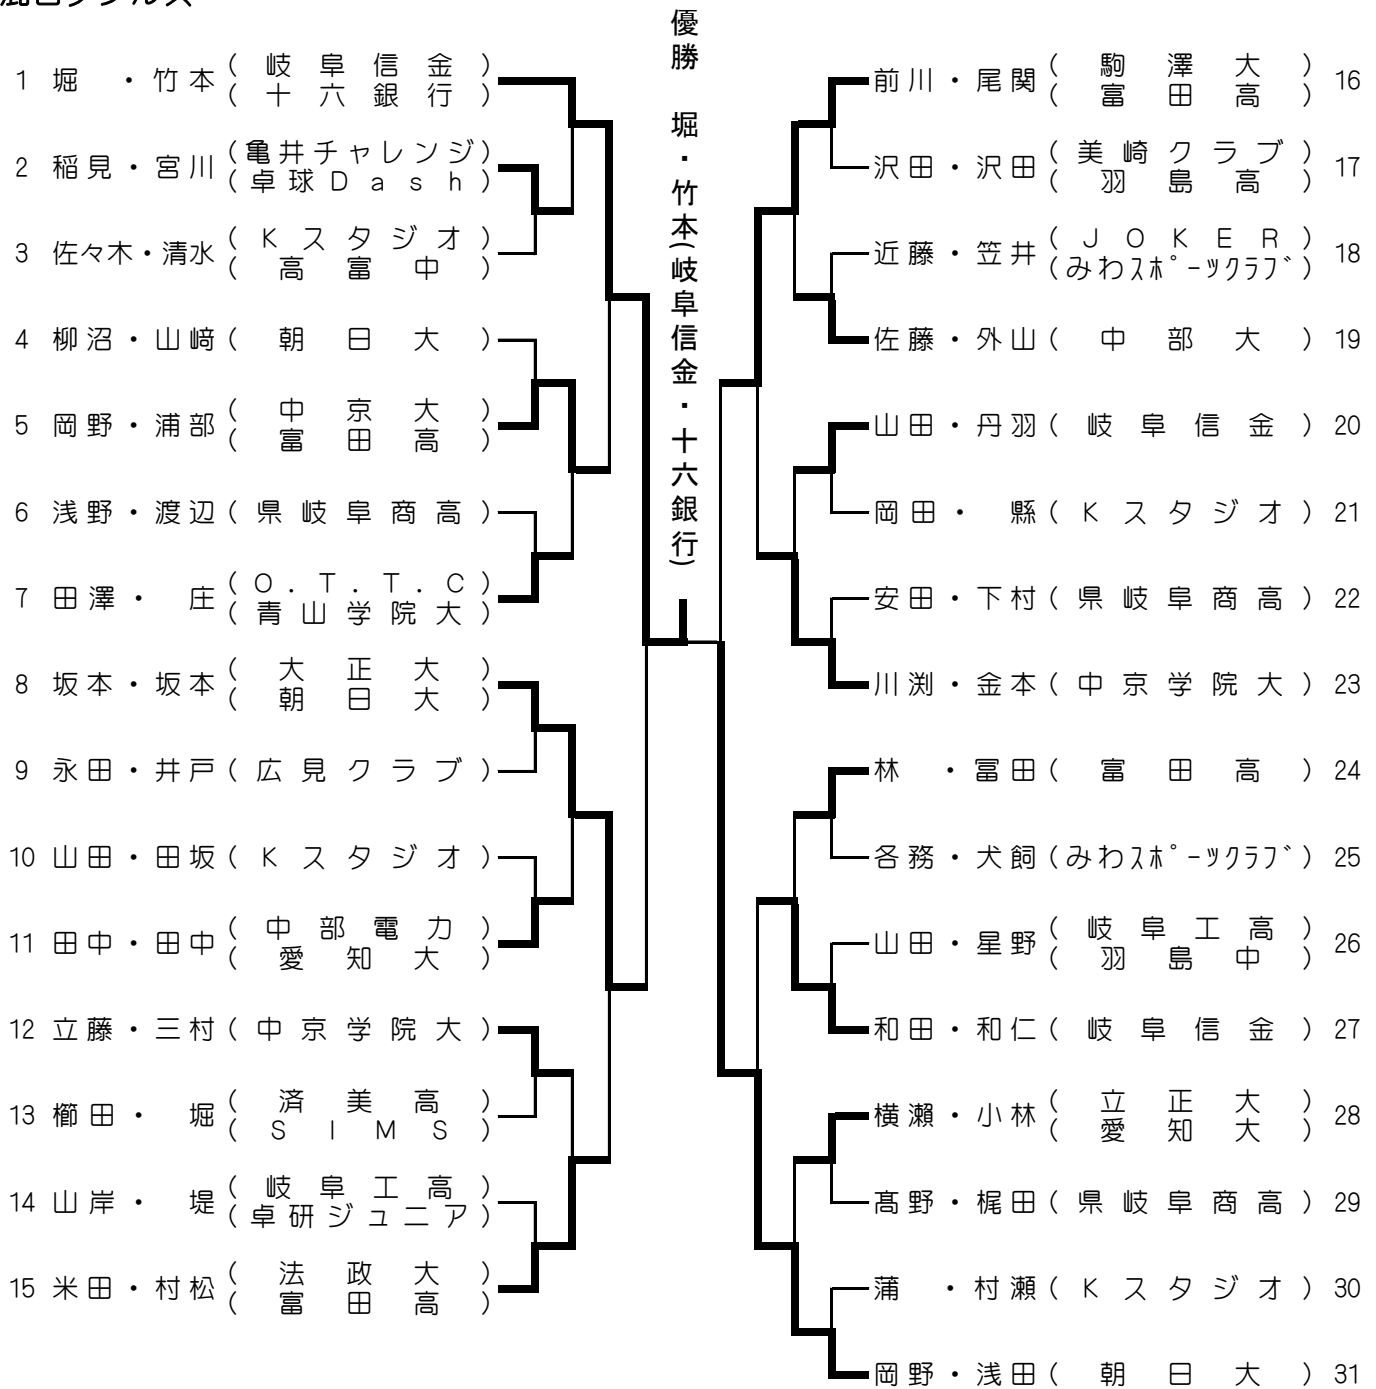 優勝　堀・竹本(岐阜信金・十六銀行)
1 堀　・竹本(岐阜信金)(十六銀行)
2 稲見・宮川(亀井チャレンジ)(卓球Dash)
3 佐々木・清水(Kスタジオ)(高富中)
4 柳沼・山﨑(朝日大)
5 岡野・浦部(中京大)(富田高)
6 浅野・渡辺(県岐阜商高)
7 田澤・　庄(O.T.T.C)(青山学院大)
8 坂本・坂本(大正大)(朝日大)
9 永田・井戸(広見クラブ)
10 山田・田坂(Kスタジオ)
11 田中・田中(中部電力)(愛知大)
12 立藤・三村(中京学院大)
13 櫛田・　堀(済美高)(SIMS)
14 山岸・　堤(岐阜工高)(卓研ジュニア)
15 米田・村松(法政大)(富田高)
前川・尾関(駒澤大)(富田高) 16
沢田・沢田(美崎クラブ)(羽島高) 17
近藤・笠井(JOKER)(みわｽﾎﾟｰﾂｸﾗﾌﾞ) 18
佐藤・外山(中部大) 19
山田・丹羽(岐阜信金) 20
岡田・　縣(Kスタジオ) 21
安田・下村(県岐阜商高) 22
川渕・金本(中京学院大) 23
林　・冨田(富田高) 24
各務・犬飼(みわｽﾎﾟｰﾂｸﾗﾌﾞ) 25
山田・星野(岐阜工高)(羽島中) 26
和田・和仁(岐阜信金) 27
横瀬・小林(立正大)(愛知大) 28
髙野・梶田(県岐阜商高) 29
蒲　・村瀬(Kスタジオ) 30
岡野・浅田(朝日大) 31